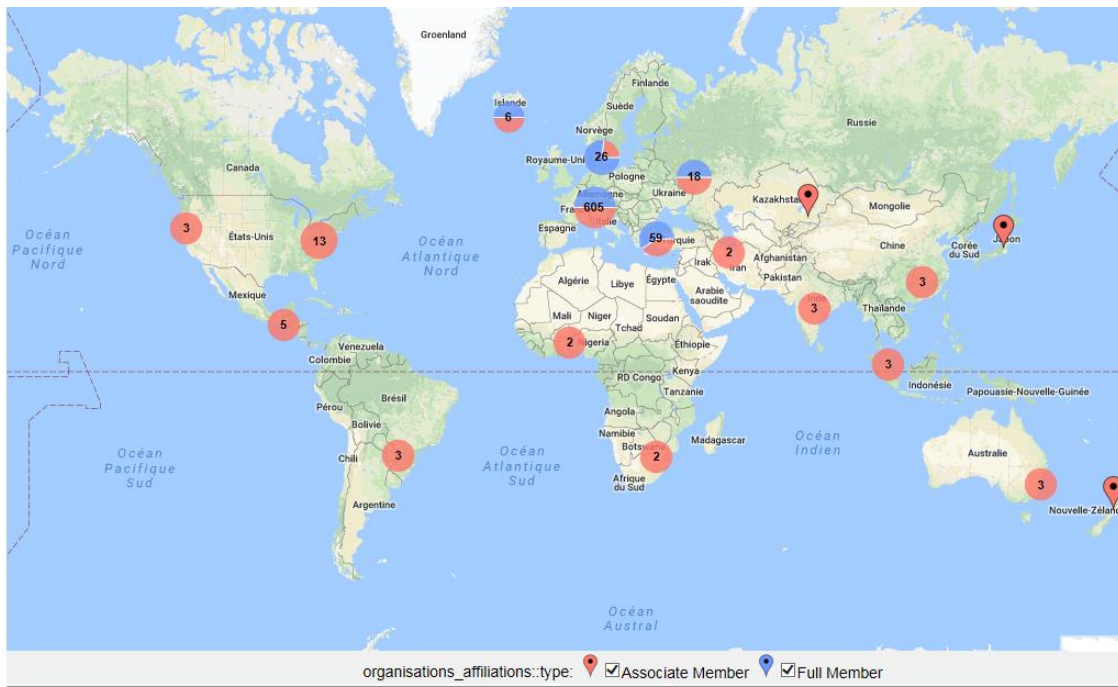 Groenland
Islande
6
Finlande
Suède
Norvège
Russie
26
Royaume-Uni
Pologne
18
Canada
Allemagne
Ukraine
Kazakhstan
Mongolie
605
Italie
Espagne
3
États-Unis
13
59
Turquie
Océan
Pacifique
Nord
Océan
Atlantique
Nord
2
Irak
Iran
Afghanistan
Pakistan
Chine
Corée
du Sud
Japon
Algérie
Libye
Égypte
Arabie
saoudite
3
Inde
3
Mexique
5
Mali
Niger
Tchad
Soudan
Thaïlande
2
Nigeria
Éthiopie
Venezuela
Colombie
3
Indonésie
Papouasie-Nouvelle-Guinée
RD Congo
Kenya
Tanzanie
Pérou
Brésil
Bolivie
Angola
Namibie
Botswana
Madagascar
Océan
Indien
Océan
Pacifique
Sud
Chili
3
Océan
Atlantique
Sud
2
Afrique
du Sud
Australie
3
Argentine
Océan
Austral
organisations_affiliations::type:
Associate Member
Full Member